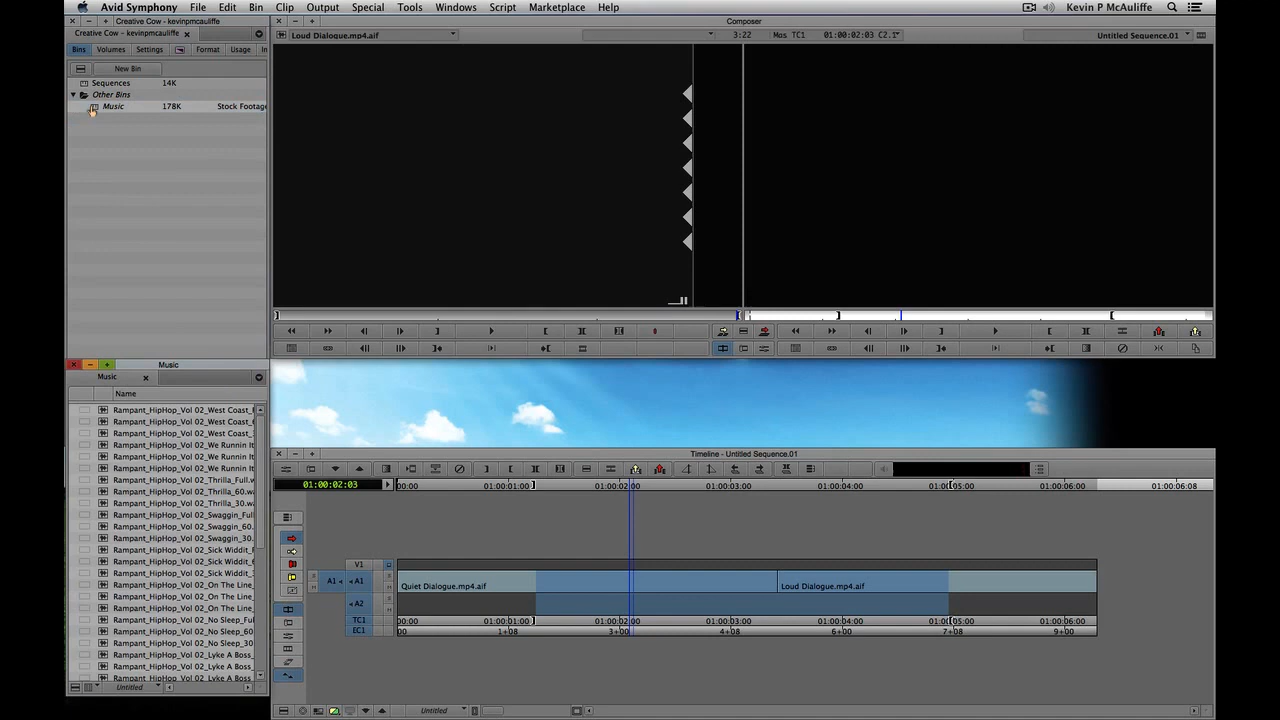 Avid Symphony File Edit Bin Clip Output Special Tools Composer Windows Script Marketplace Help Kevin P McAuliffe
Creative Cow - kevinpmcauliffe
Creative Cow - kevinpmcauliffe
Bins Volumes Settings Format Usage In
New Bin
Sequences 14K
Other Bins
Music 178K Stock Footage
Composer
Loud Dialogue.mp4.aif 3:22 Mas TC1 01:00:02:03 C2.1 Untitled Sequence.01
Music
Music
Name
Rampant_HipHop_Vol 02_West Coast_
Rampant_HipHop_Vol 02_West Coast_6
Rampant_HipHop_Vol 02_West Coast_3
Rampant_HipHop_Vol 02_We Runnin It
Rampant_HipHop_Vol 02_We Runnin It
Rampant_HipHop_Vol 02_We Runnin It
Rampant_HipHop_Vol 02_Thrilla_Full.w
Rampant_HipHop_Vol 02_Thrilla_60.w
Rampant_HipHop_Vol 02_Thrilla_30.w
Rampant_HipHop_Vol 02_Swaggin_Full
Rampant_HipHop_Vol 02_Swaggin_60.
Rampant_HipHop_Vol 02_Swaggin_30.
Rampant_HipHop_Vol 02_Sick Widdit_
Rampant_HipHop_Vol 02_Sick Widdit_
Rampant_HipHop_Vol 02_Sick Widdit_
Rampant_HipHop_Vol 02_On The Line_
Rampant_HipHop_Vol 02_On The Line_
Rampant_HipHop_Vol 02_On The Line_
Rampant_HipHop_Vol 02_No Sleep_Fu
Rampant_HipHop_Vol 02_No Sleep_60
Rampant_HipHop_Vol 02_No Sleep_30
Rampant_HipHop_Vol 02_Lyke A Boss_
Rampant_HipHop_Vol 02_Lyke A Boss_
Rampant_HipHop_Vol 02_Lyke A Boss_
Untitled
Timeline - Untitled Sequence.01
01:00:02:03 00:00 01:00:01:00 01:00:02:00 01:00:03:00 01:00:04:00 01:00:05:00 01:00:06:00 01:00:06:08
V1
A1 A1 Quiet Dialogue.mp4.aif Loud Dialogue.mp4.aif
A2
TC1 00:00 01:00:01:00 01:00:02:00 01:00:03:00 01:00:04:00 01:00:05:00 01:00:06:00
EC1 00 1+08 3+00 4+08 6+00 7+08 9+00
Untitled